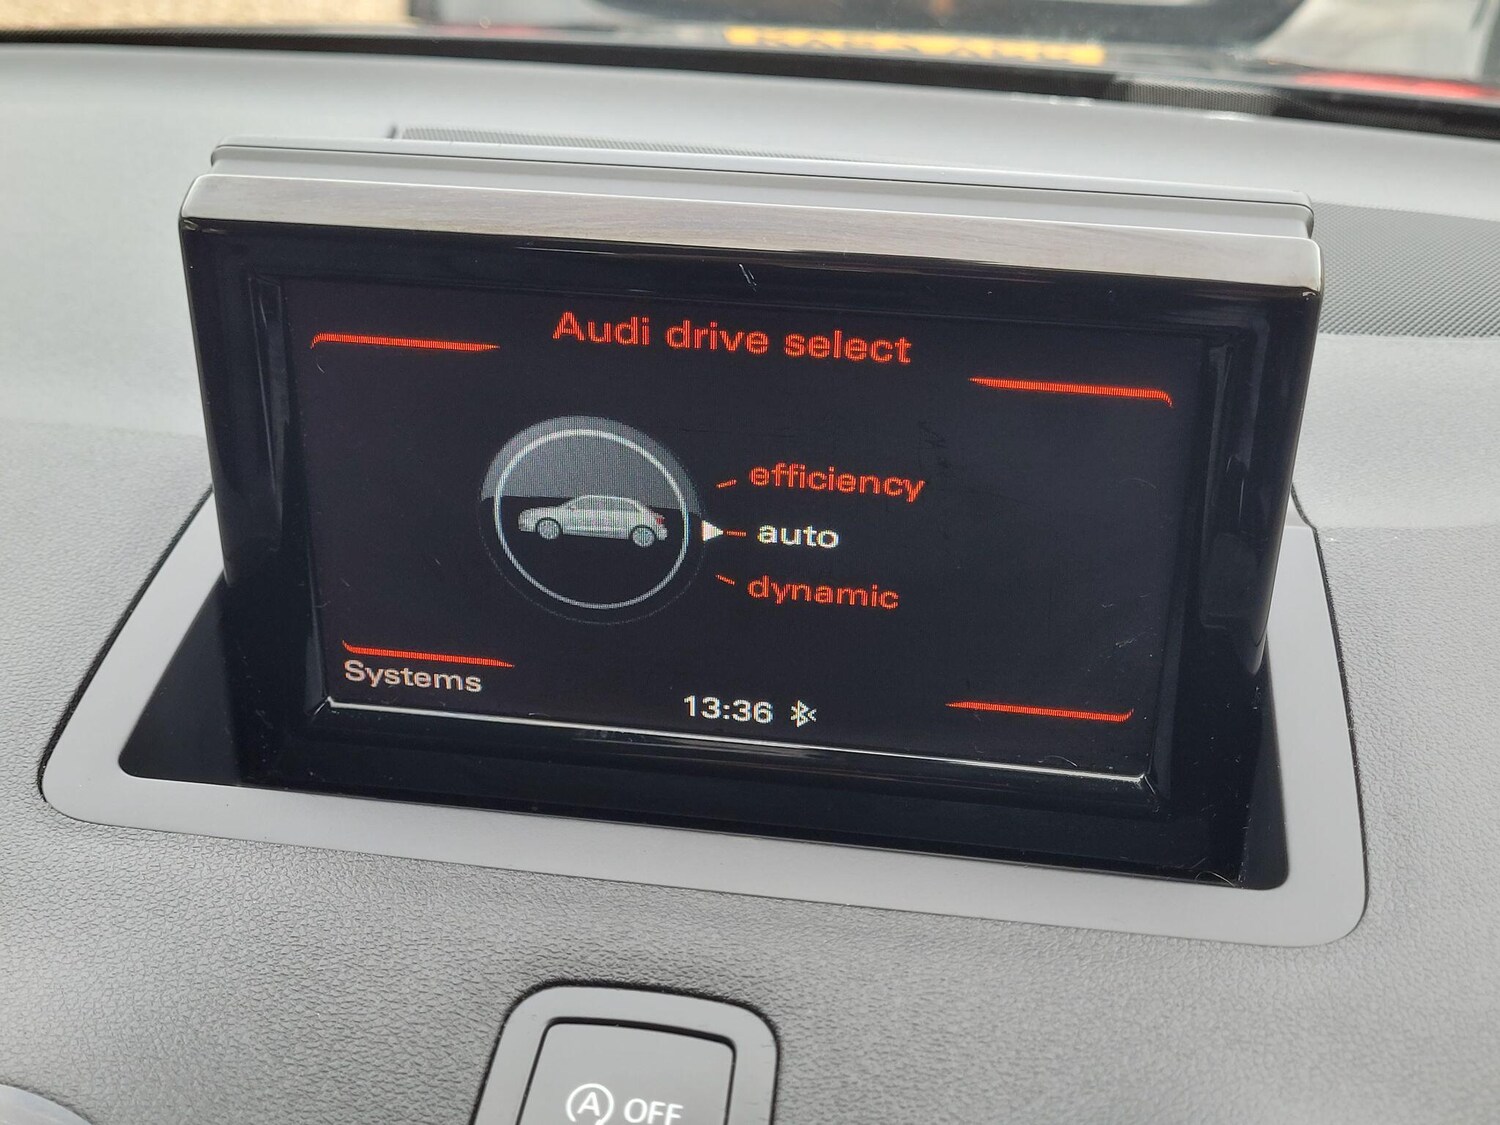 Audi drive select
efficiency
auto
dynamic
Systems
13:36
A OFF